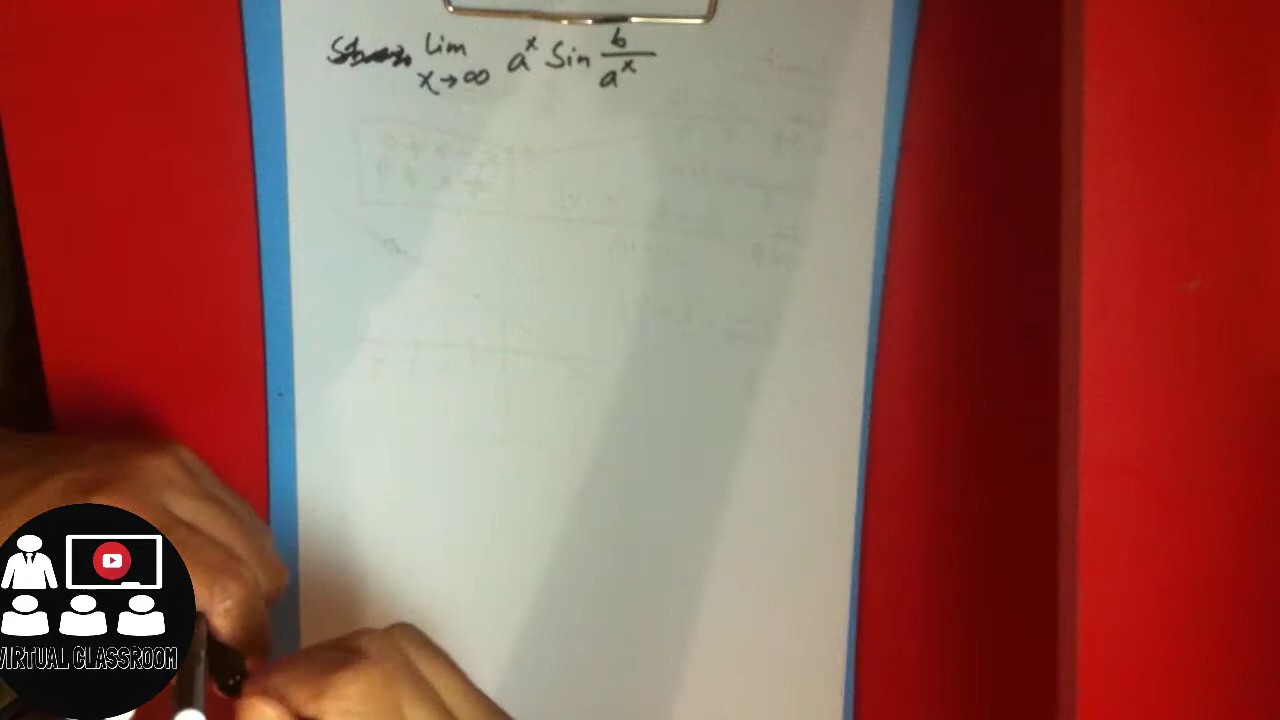 lim a^x Sin b/a^x
x→∞
VIRTUAL CLASSROOM